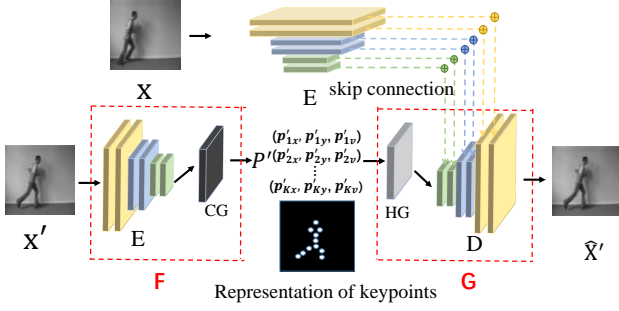 X
E
skip connection
X′
E
CG
F
P′
(p′1x, p′1y, p′1v)
(p′2x, p′2y, p′2v)
⋮
(p′Kx, p′Ky, p′Kv)
Representation of keypoints
HG
D
G
X̂′